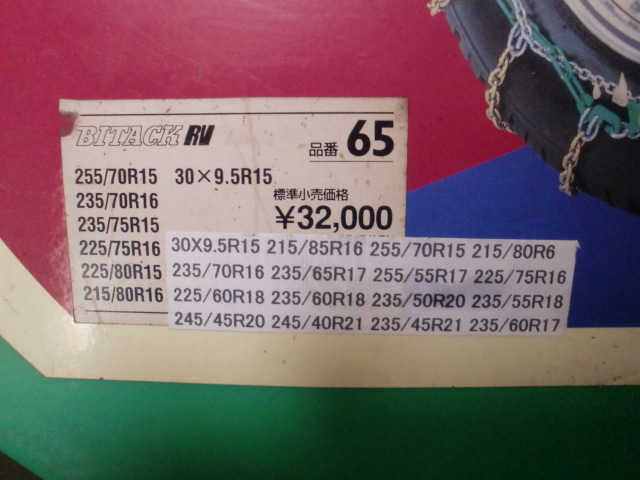 BITACK RV 品番 65
255/70R15 30×9.5R15
235/70R16 標準小売価格
235/75R15 ¥32,000
225/75R16
225/80R15
215/80R16
30X9.5R15 215/85R16 255/70R15 215/80R6
235/70R16 235/65R17 255/55R17 225/75R16
225/60R18 235/60R18 235/50R20 235/55R18
245/45R20 245/40R21 235/45R21 235/60R17